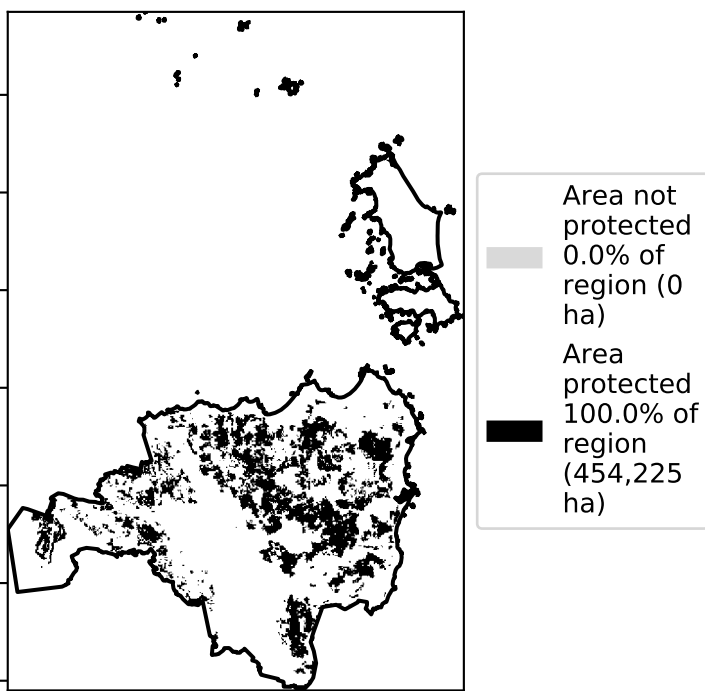 Area not
protected
0.0% of
region (0
ha)
Area
protected
100.0% of
region
(454,225
ha)